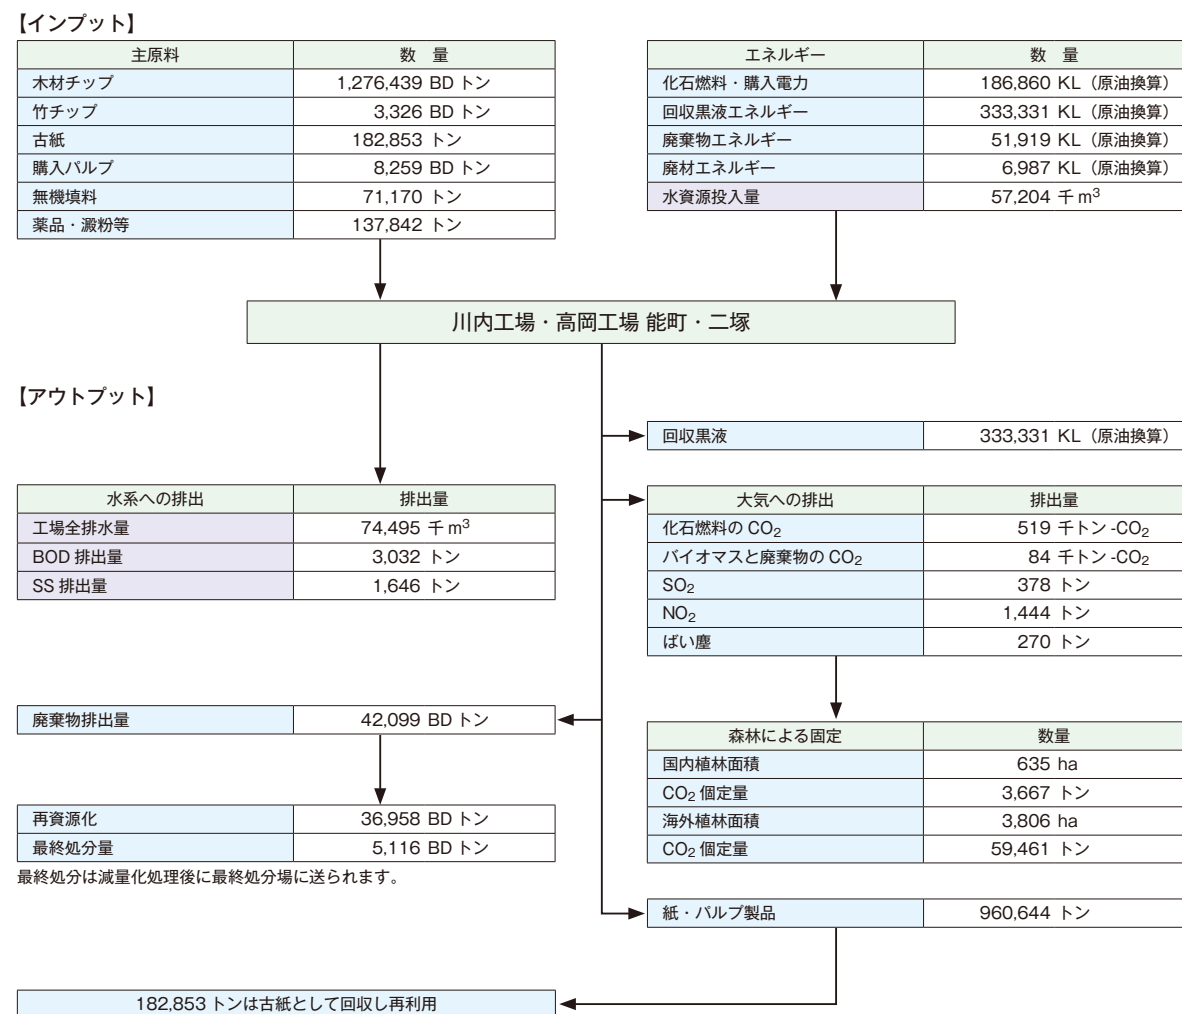 【インプット】
主原料 数 量
木材チップ 1,276,439 BD トン
竹チップ 3,326 BD トン
古紙 182,853 トン
購入パルプ 8,259 BD トン
無機填料 71,170 トン
薬品・澱粉等 137,842 トン
エネルギー 数 量
化石燃料・購入電力 186,860 KL（原油換算）
回収黒液エネルギー 333,331 KL（原油換算）
廃棄物エネルギー 51,919 KL（原油換算）
廃材エネルギー 6,987 KL（原油換算）
水資源投入量 57,204 千 m³
川内工場・高岡工場 能町・二塚
【アウトプット】
回収黒液 333,331 KL（原油換算）
水系への排出 排出量
工場全排水量 74,495 千 m³
BOD 排出量 3,032 トン
SS 排出量 1,646 トン
大気への排出 排出量
化石燃料の CO₂ 519 千トン -CO₂
バイオマスと廃棄物の CO₂ 84 千トン -CO₂
SO₂ 378 トン
NO₂ 1,444 トン
ばい塵 270 トン
廃棄物排出量 42,099 BD トン
再資源化 36,958 BD トン
最終処分量 5,116 BD トン
最終処分は減量化処理後に最終処分場に送られます。
森林による固定 数量
国内植林面積 635 ha
CO₂ 個定量 3,667 トン
海外植林面積 3,806 ha
CO₂ 個定量 59,461 トン
紙・パルプ製品 960,644 トン
182,853 トンは古紙として回収し再利用